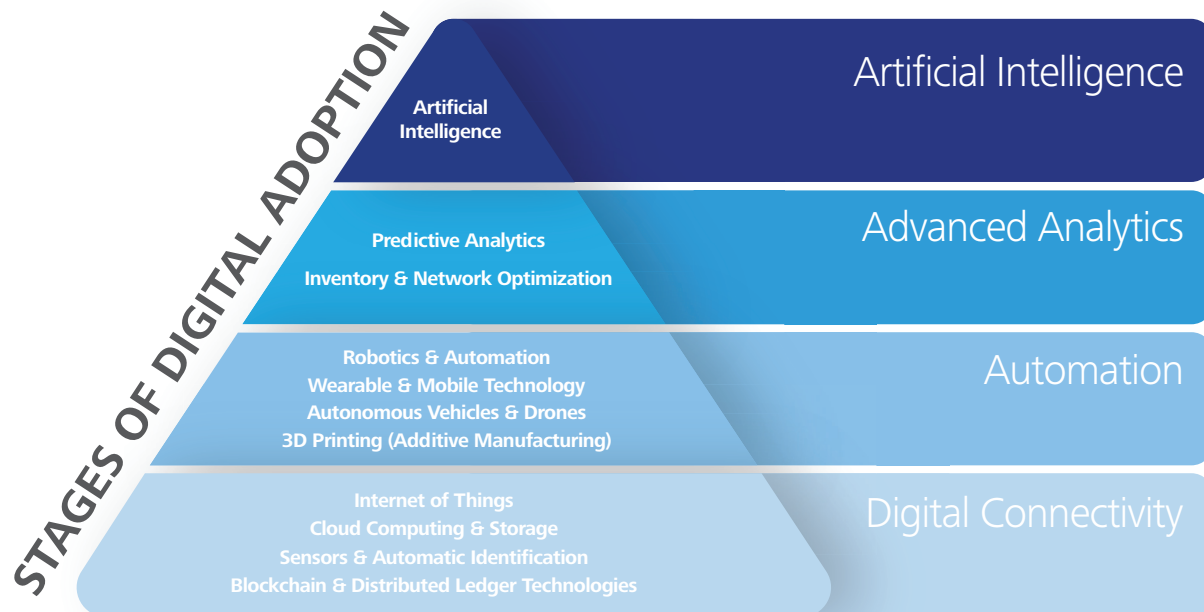 STAGES OF DIGITAL ADOPTION
Artificial
Intelligence
Artificial Intelligence
Predictive Analytics
Inventory & Network Optimization
Advanced Analytics
Robotics & Automation
Wearable & Mobile Technology
Autonomous Vehicles & Drones
3D Printing (Additive Manufacturing)
Automation
Internet of Things
Cloud Computing & Storage
Sensors & Automatic Identification
Blockchain & Distributed Ledger Technologies
Digital Connectivity